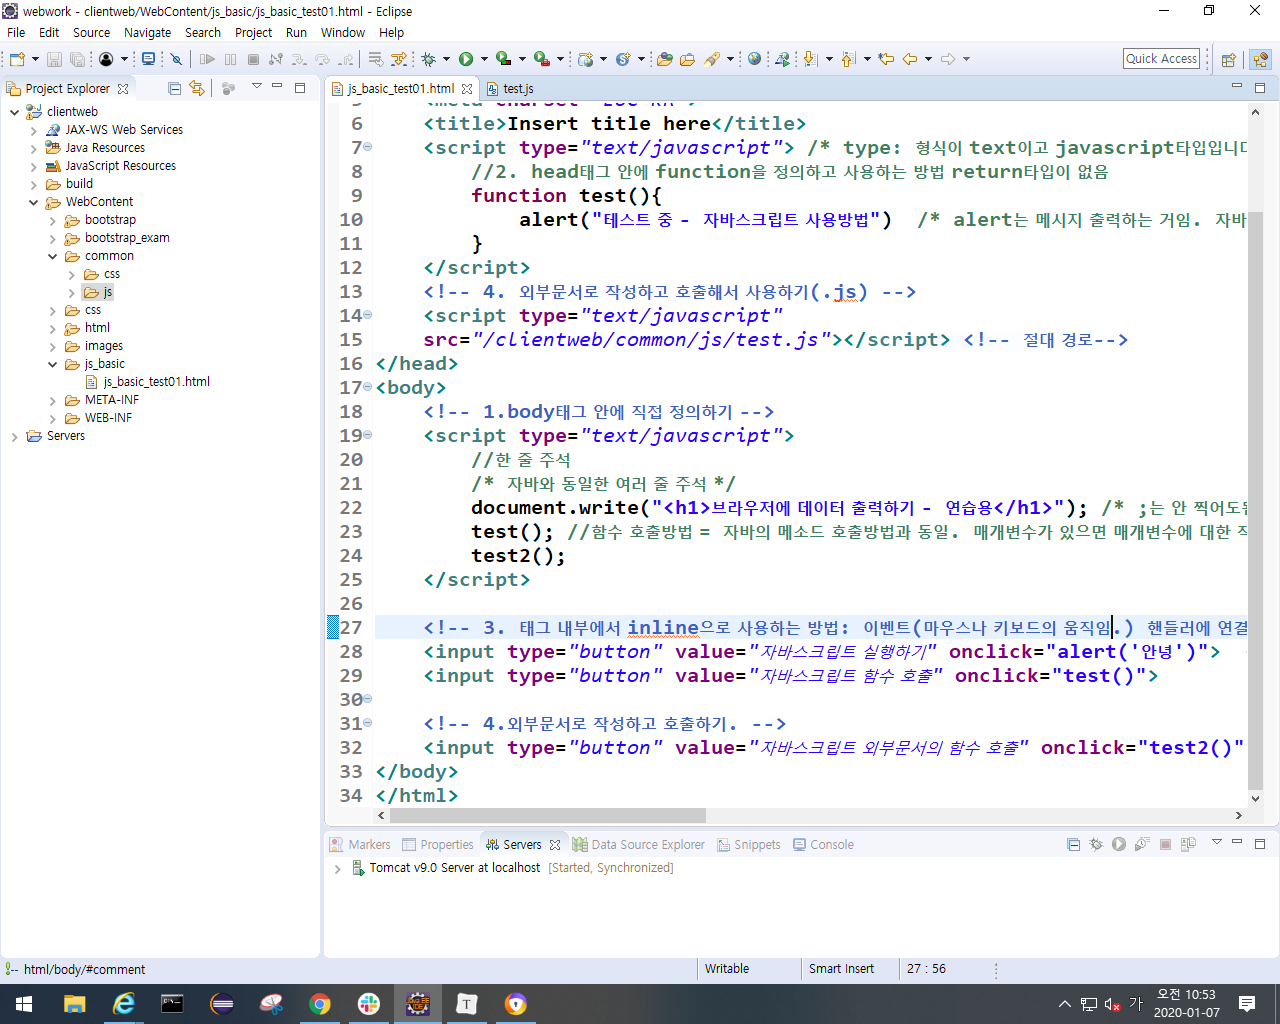 webwork - clientweb/WebContent/js_basic/js_basic_test01.html - Eclipse
File Edit Source Navigate Search Project Run Window Help
Quick Access
Project Explorer
js_basic_test01.html
test.js
clientweb
JAX-WS Web Services
Java Resources
JavaScript Resources
build
WebContent
bootstrap
bootstrap_exam
common
css
js
css
html
images
js_basic
js_basic_test01.html
META-INF
WEB-INF
Servers
6 <title>Insert title here</title>
7 <script type="text/javascript"> /* type: 형식이 text이고 javascript타입입니다
8 //2. head태그 안에 function을 정의하고 사용하는 방법 return타입이 없음
9 function test(){
10 alert("테스트 중 - 자바스크립트 사용방법") /* alert는 메시지 출력하는 거임. 자바
11 }
12 </script>
13 <!-- 4. 외부문서로 작성하고 호출해서 사용하기(.js) -->
14 <script type="text/javascript"
15 src="/clientweb/common/js/test.js"></script> <!-- 절대 경로-->
16 </head>
17 <body>
18 <!-- 1.body태그 안에 직접 정의하기 -->
19 <script type="text/javascript">
20 //한 줄 주석
21 /* 자바와 동일한 여러 줄 주석 */
22 document.write("<h1>브라우저에 데이터 출력하기 - 연습용</h1>"); /* ;는 안 찍어도
23 test(); //함수 호출방법 = 자바의 메소드 호출방법과 동일. 매개변수가 있으면 매개변수에 대한
24 test2();
25 </script>
26
27 <!-- 3. 태그 내부에서 inline으로 사용하는 방법: 이벤트(마우스나 키보드의 움직임.) 핸들러에 연결
28 <input type="button" value="자바스크립트 실행하기" onclick="alert('안녕')">
29 <input type="button" value="자바스크립트 함수 호출" onclick="test()">
30
31 <!-- 4.외부문서로 작성하고 호출하기. -->
32 <input type="button" value="자바스크립트 외부문서의 함수 호출" onclick="test2()"
33 </body>
34 </html>
Markers Properties Servers Data Source Explorer Snippets Console
Tomcat v9.0 Server at localhost [Started, Synchronized]
html/body/#comment
Writable
Smart Insert
27 : 56
가
오전 10:53
2020-01-07